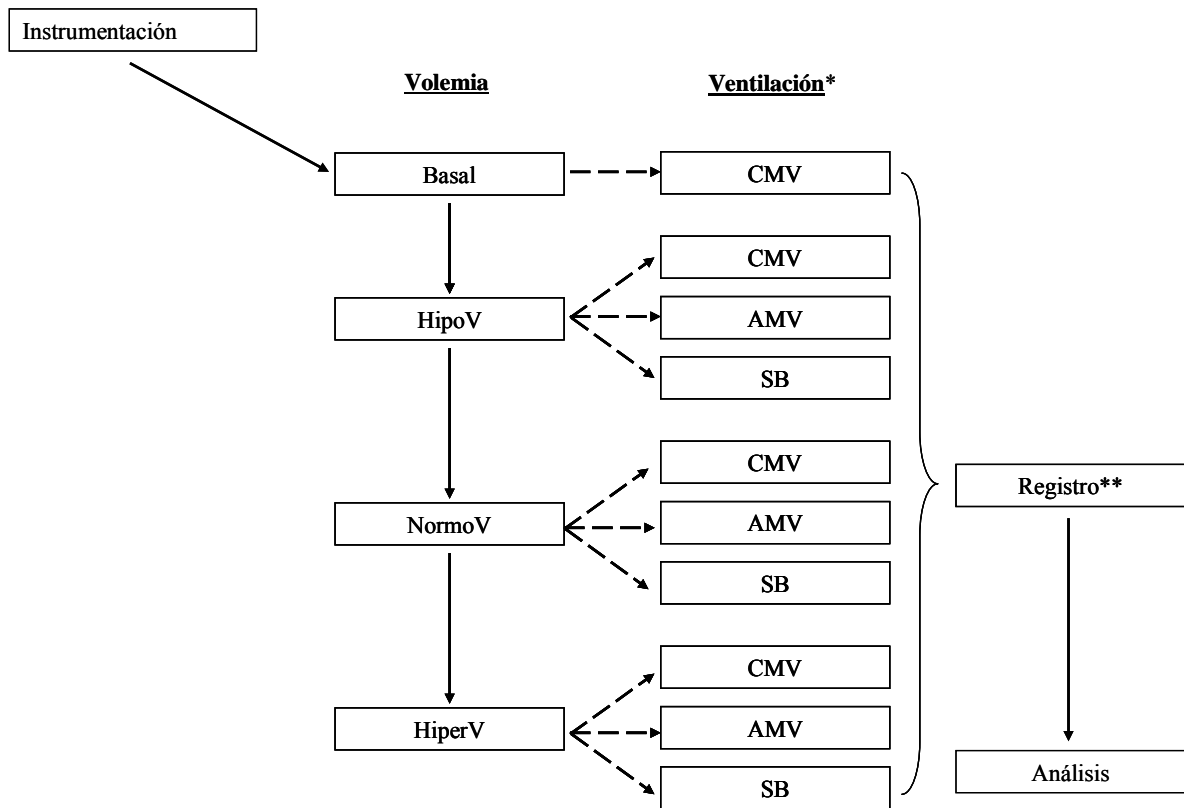 Instrumentación
Volemia
Ventilación*
Basal
CMV
CMV
HipoV
AMV
SB
CMV
Registro**
NormoV
AMV
SB
CMV
HiperV
AMV
Análisis
SB